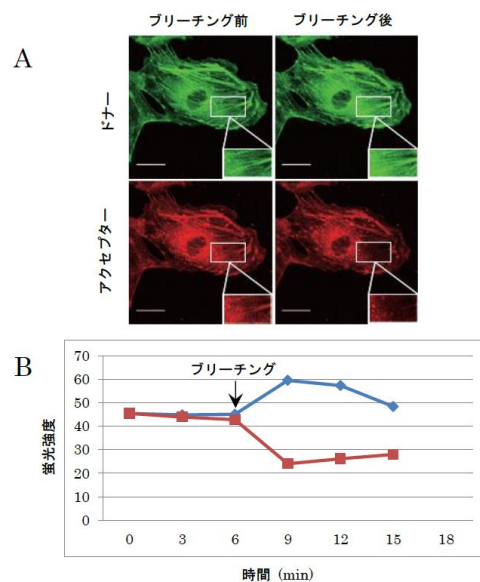 ブリーチング前 ブリーチング後
A
ドナー
アクセプター
B
70
60
50
40
30
20
10
0
ブリーチング
蛍光強度
0 3 6 9 12 15 18
時間 (min)